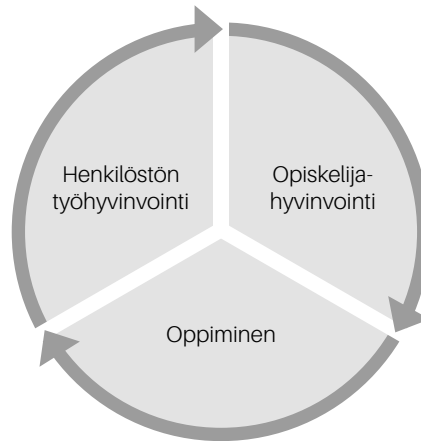 Henkilöstön
työhyvinvointi
Opiskelija-
hyvinvointi
Oppiminen